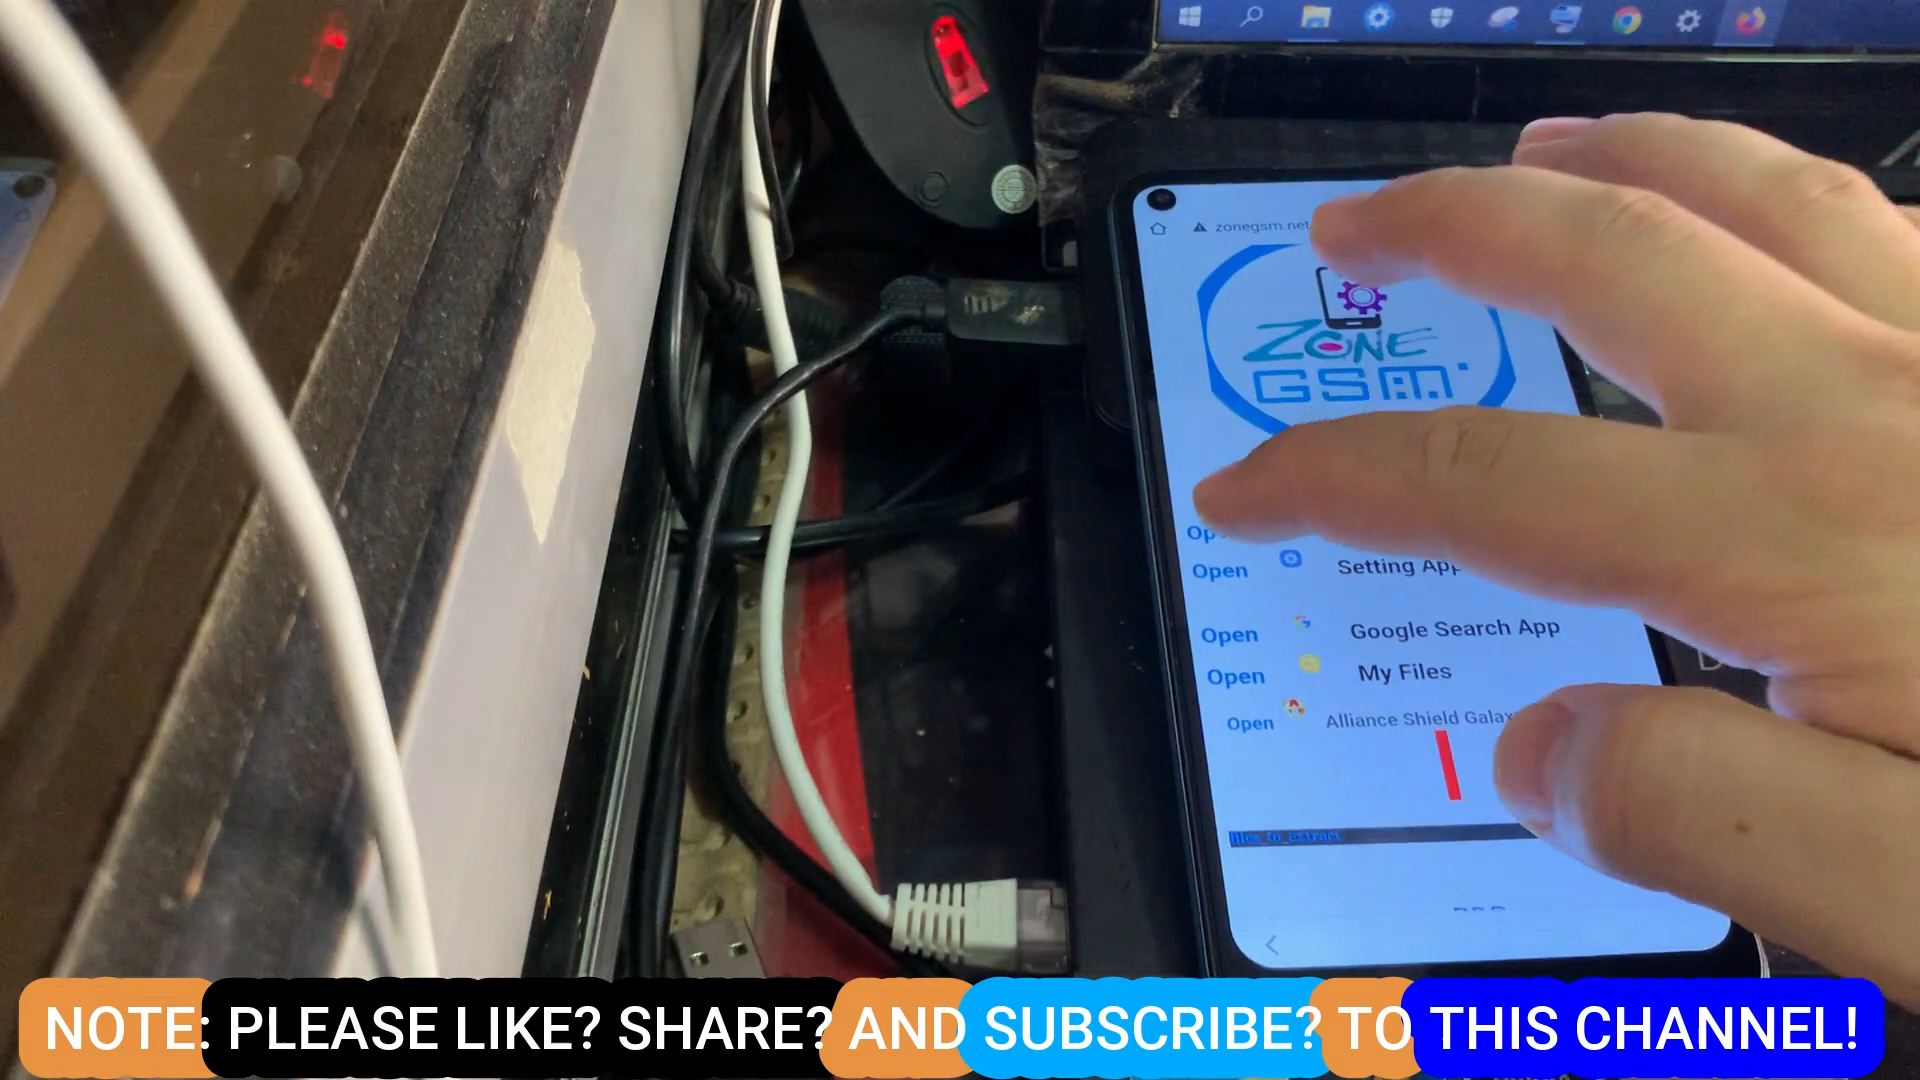 zonegsm.net
ZONE
GSM
Open
Setting App
Open
Google Search App
Open
My Files
Open
Alliance Shield Galax
files_to_extract
NOTE: PLEASE LIKE? SHARE? AND SUBSCRIBE? TO THIS CHANNEL!